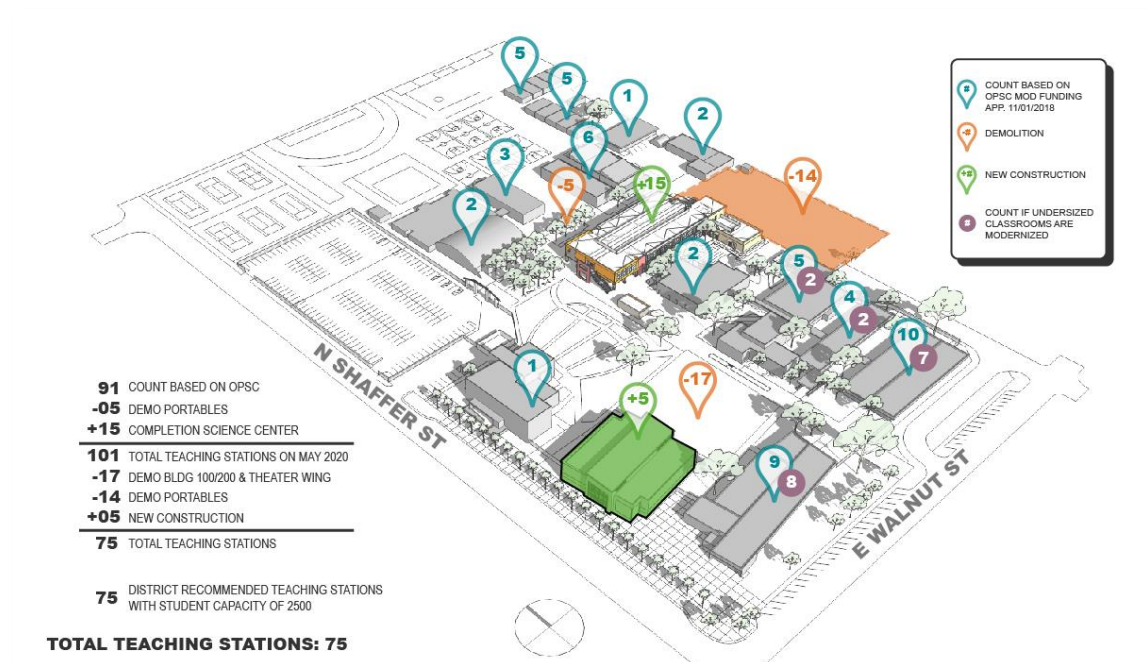 5
5
1
2
6
3
-5
+15
-14
2
2
5
2
4
2
10
7
1
-17
+5
9
8
N SHAFFER ST
E WALNUT ST
#
COUNT BASED ON
OPSC MOD FUNDING
APP. 11/01/2018
-#
DEMOLITION
+#
NEW CONSTRUCTION
#
COUNT IF UNDERSIZED
CLASSROOMS ARE
MODERNIZED
91 COUNT BASED ON OPSC
-05 DEMO PORTABLES
+15 COMPLETION SCIENCE CENTER
101 TOTAL TEACHING STATIONS ON MAY 2020
-17 DEMO BLDG 100/200 & THEATER WING
-14 DEMO PORTABLES
+05 NEW CONSTRUCTION
75 TOTAL TEACHING STATIONS
75 DISTRICT RECOMMENDED TEACHING STATIONS
WITH STUDENT CAPACITY OF 2500
TOTAL TEACHING STATIONS: 75